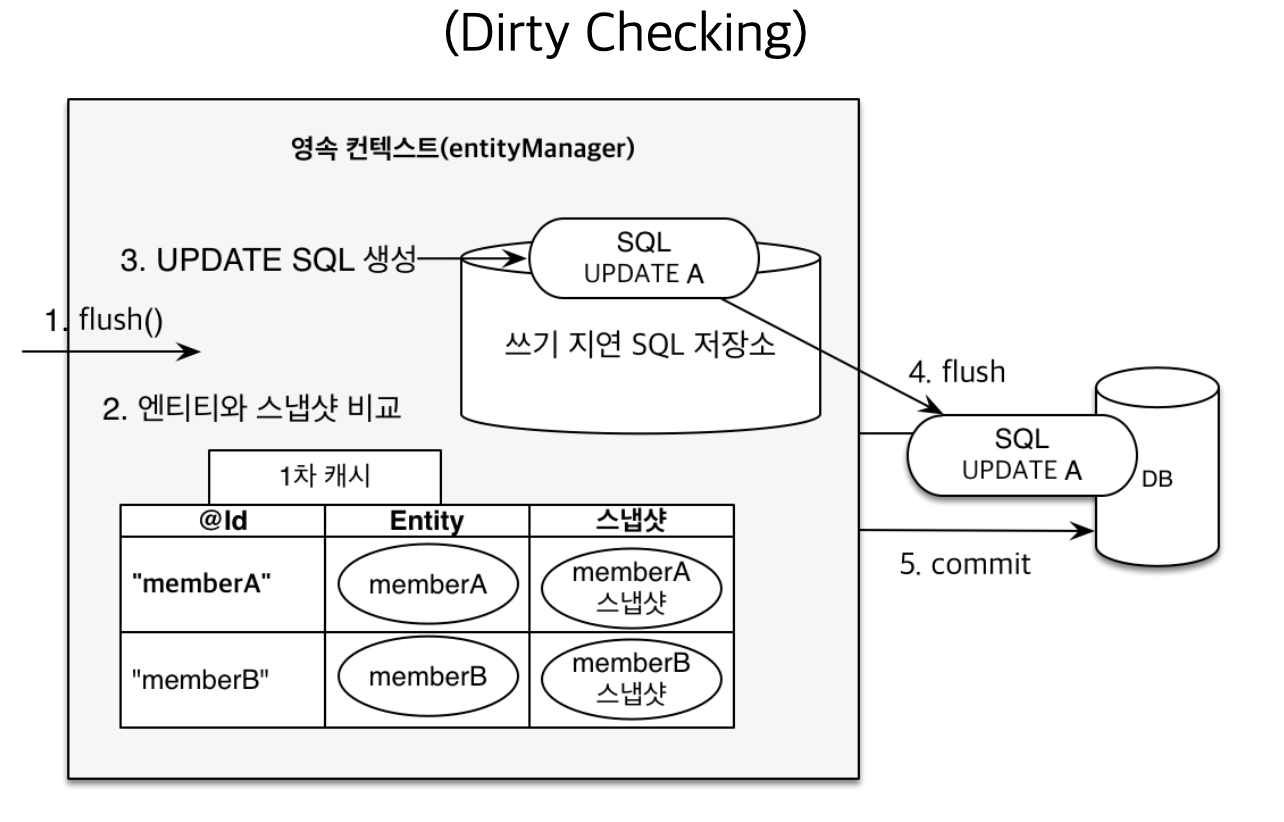 (Dirty Checking)
영속 컨텍스트(entityManager)
SQL
UPDATE A
3. UPDATE SQL 생성
1. flush()
쓰기 지연 SQL 저장소
2. 엔티티와 스냅샷 비교
4. flush
SQL
UPDATE A
DB
5. commit
1차 캐시
@Id Entity 스냅샷
"memberA" memberA memberA
스냅샷
"memberB" memberB memberB
스냅샷